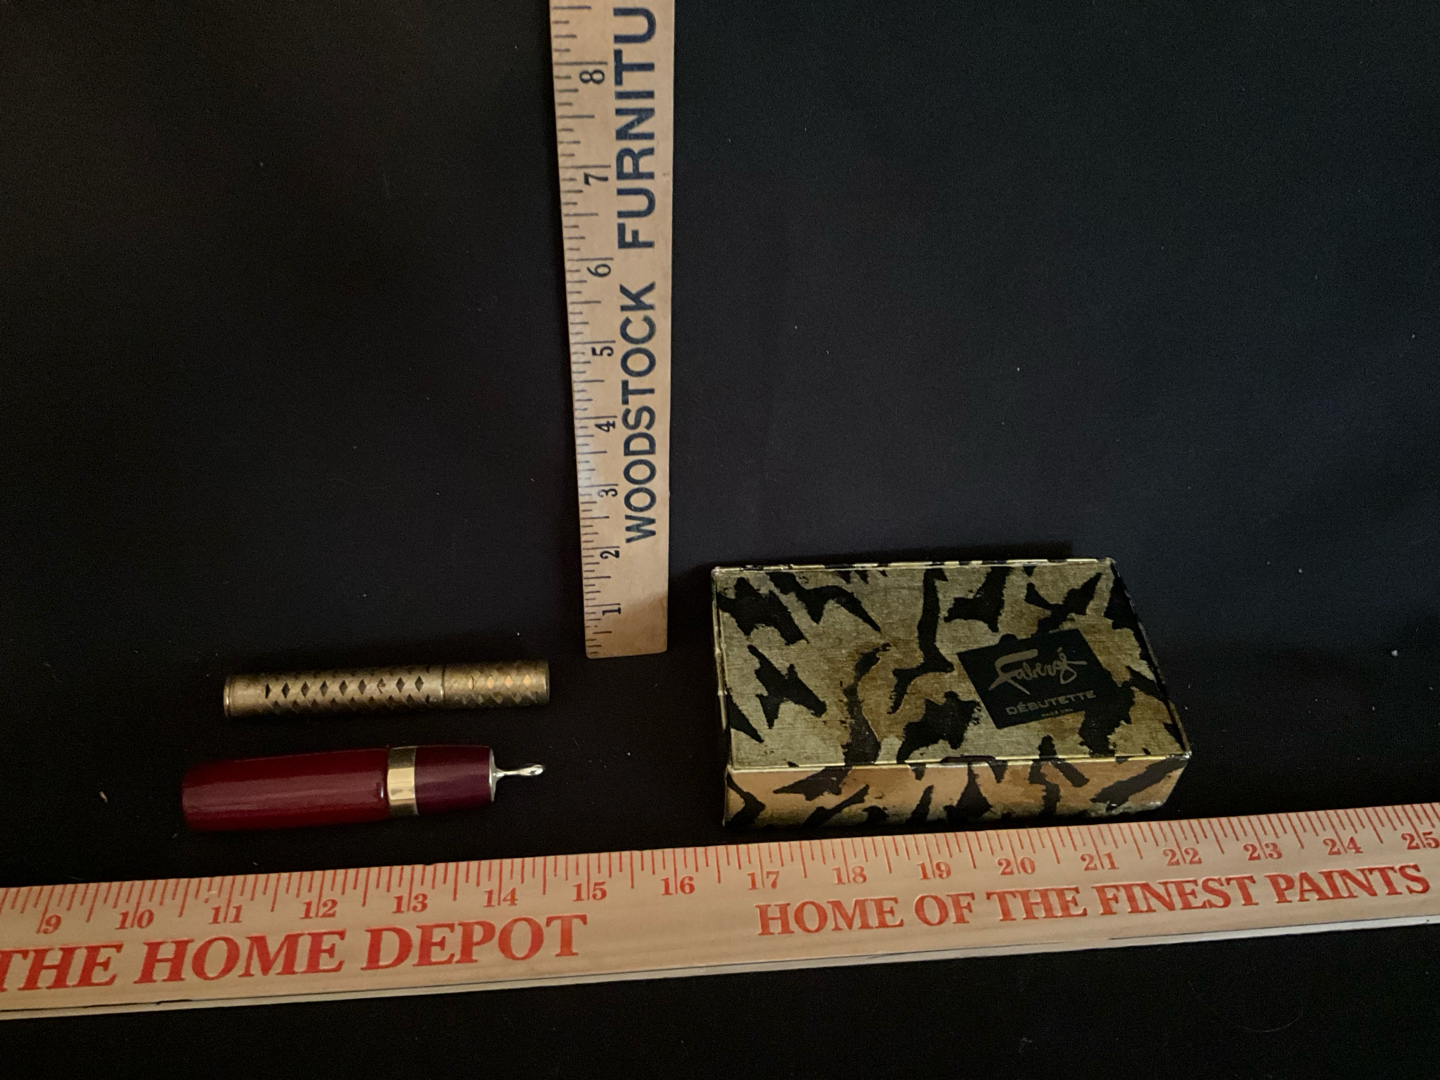 8
7
6
5
4
3
2
1
WOODSTOCK FURNITU
Fabergé
DÉBUTETTE
9 10 11 12 13 14 15 16 17 18 19 20 21 22 23 24 25
THE HOME DEPOT HOME OF THE FINEST PAINTS